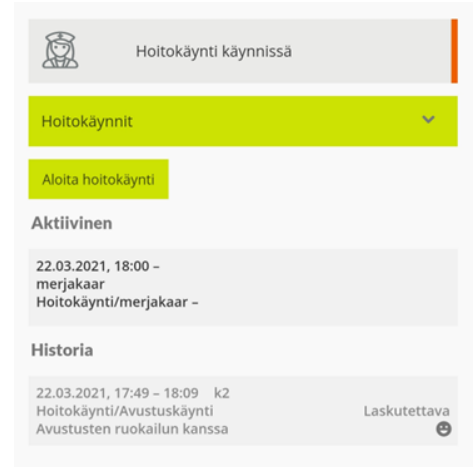 Hoitokäynti käynnissä
Hoitokäynnit
Aloita hoitokäynti
Aktiivinen
22.03.2021, 18:00 –
merjakaar
Hoitokäynti/merjakaar –
Historia
22.03.2021, 17:49 – 18:09 k2
Hoitokäynti/Avustuskäynti Laskutettava
Avustusten ruokailun kanssa